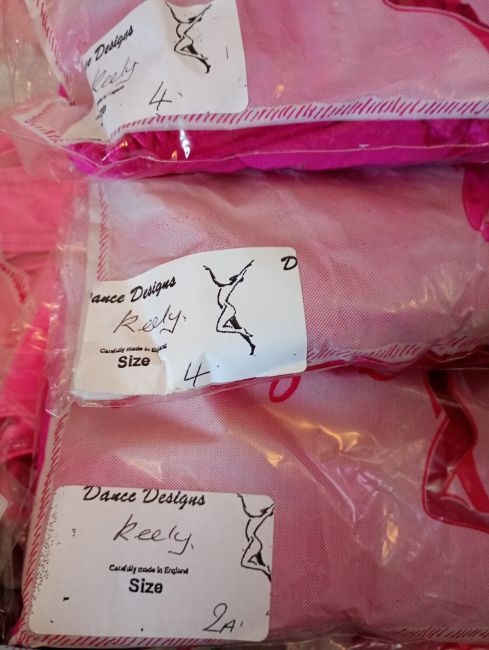 Dance Designs
Keely
4
Dance Designs
D
Keely.
Carefully made in England
Size
4
Dance Designs
Keely.
Carefully made in England
Size
2A